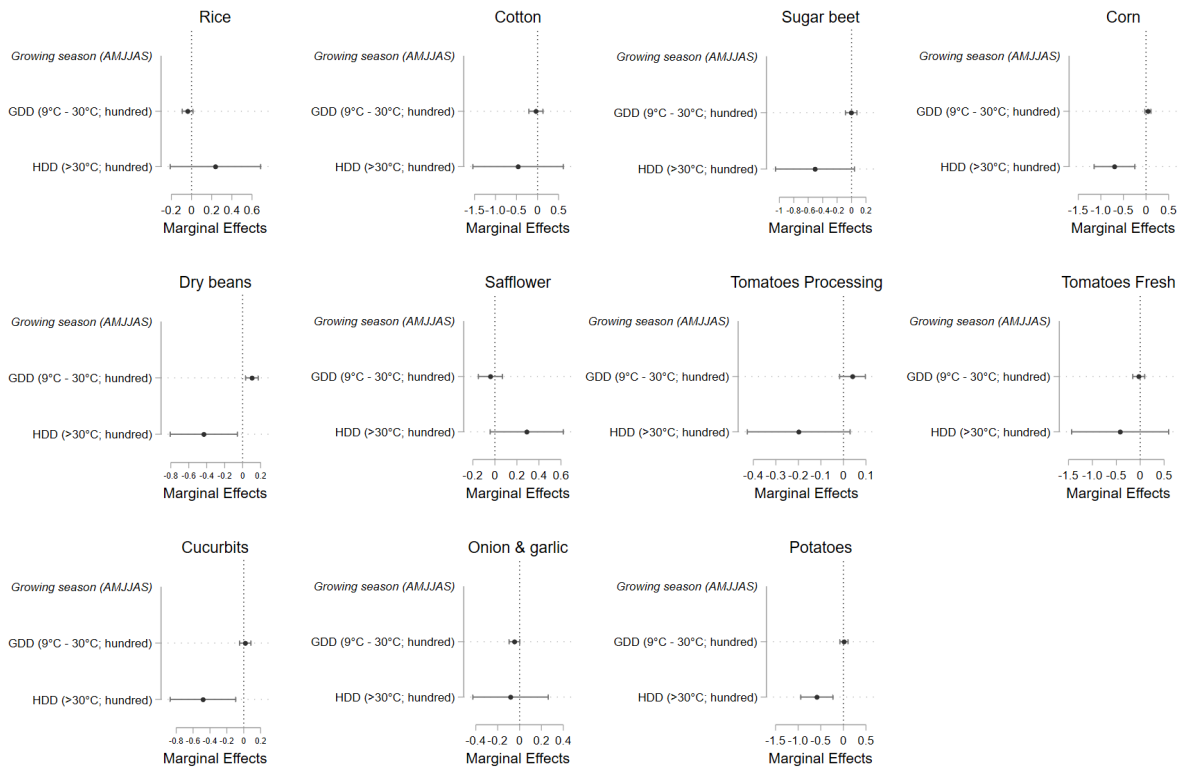 Rice
Growing season (AMJJAS)
GDD (9°C - 30°C; hundred)
HDD (>30°C; hundred)
-0.2 0 0.2 0.4 0.6
Marginal Effects
Cotton
Growing season (AMJJAS)
GDD (9°C - 30°C; hundred)
HDD (>30°C; hundred)
-1.5 -1.0 -0.5 0 0.5
Marginal Effects
Sugar beet
Growing season (AMJJAS)
GDD (9°C - 30°C; hundred)
HDD (>30°C; hundred)
-1 -0.8 -0.6 -0.4 -0.2 0 0.2
Marginal Effects
Corn
Growing season (AMJJAS)
GDD (9°C - 30°C; hundred)
HDD (>30°C; hundred)
-1.5 -1.0 -0.5 0 0.5
Marginal Effects
Dry beans
Growing season (AMJJAS)
GDD (9°C - 30°C; hundred)
HDD (>30°C; hundred)
-0.8 -0.6 -0.4 -0.2 0 0.2
Marginal Effects
Safflower
Growing season (AMJJAS)
GDD (9°C - 30°C; hundred)
HDD (>30°C; hundred)
-0.2 0 0.2 0.4 0.6
Marginal Effects
Tomatoes Processing
Growing season (AMJJAS)
GDD (9°C - 30°C; hundred)
HDD (>30°C; hundred)
-0.4 -0.3 -0.2 -0.1 0 0.1
Marginal Effects
Tomatoes Fresh
Growing season (AMJJAS)
GDD (9°C - 30°C; hundred)
HDD (>30°C; hundred)
-1.5 -1.0 -0.5 0 0.5
Marginal Effects
Cucurbits
Growing season (AMJJAS)
GDD (9°C - 30°C; hundred)
HDD (>30°C; hundred)
-0.8 -0.6 -0.4 -0.2 0 0.2
Marginal Effects
Onion & garlic
Growing season (AMJJAS)
GDD (9°C - 30°C; hundred)
HDD (>30°C; hundred)
-0.4 -0.2 0 0.2 0.4
Marginal Effects
Potatoes
Growing season (AMJJAS)
GDD (9°C - 30°C; hundred)
HDD (>30°C; hundred)
-1.5 -1.0 -0.5 0 0.5
Marginal Effects